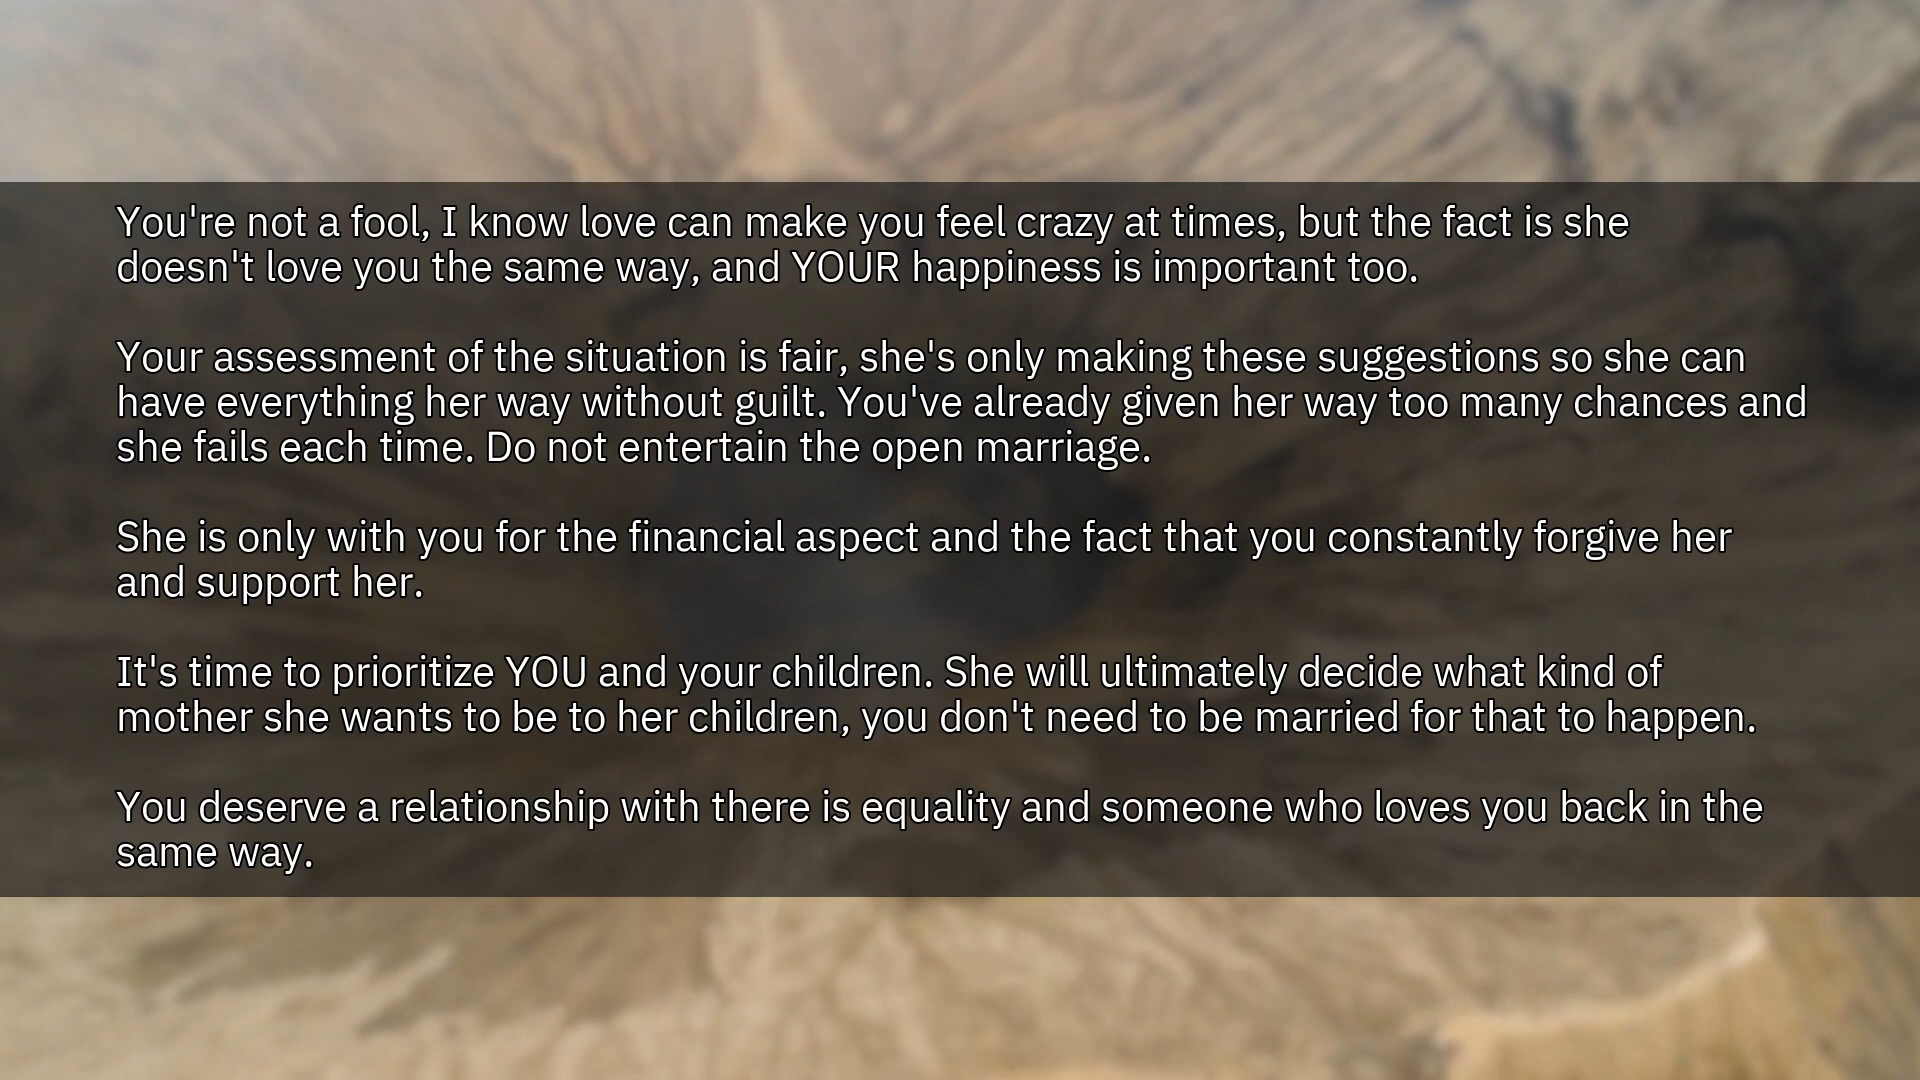 You're not a fool, I know love can make you feel crazy at times, but the fact is she
doesn't love you the same way, and YOUR happiness is important too.
Your assessment of the situation is fair, she's only making these suggestions so she can
have everything her way without guilt. You've already given her way too many chances and
she fails each time. Do not entertain the open marriage.
She is only with you for the financial aspect and the fact that you constantly forgive her
and support her.
It's time to prioritize YOU and your children. She will ultimately decide what kind of
mother she wants to be to her children, you don't need to be married for that to happen.
You deserve a relationship with there is equality and someone who loves you back in the
same way.